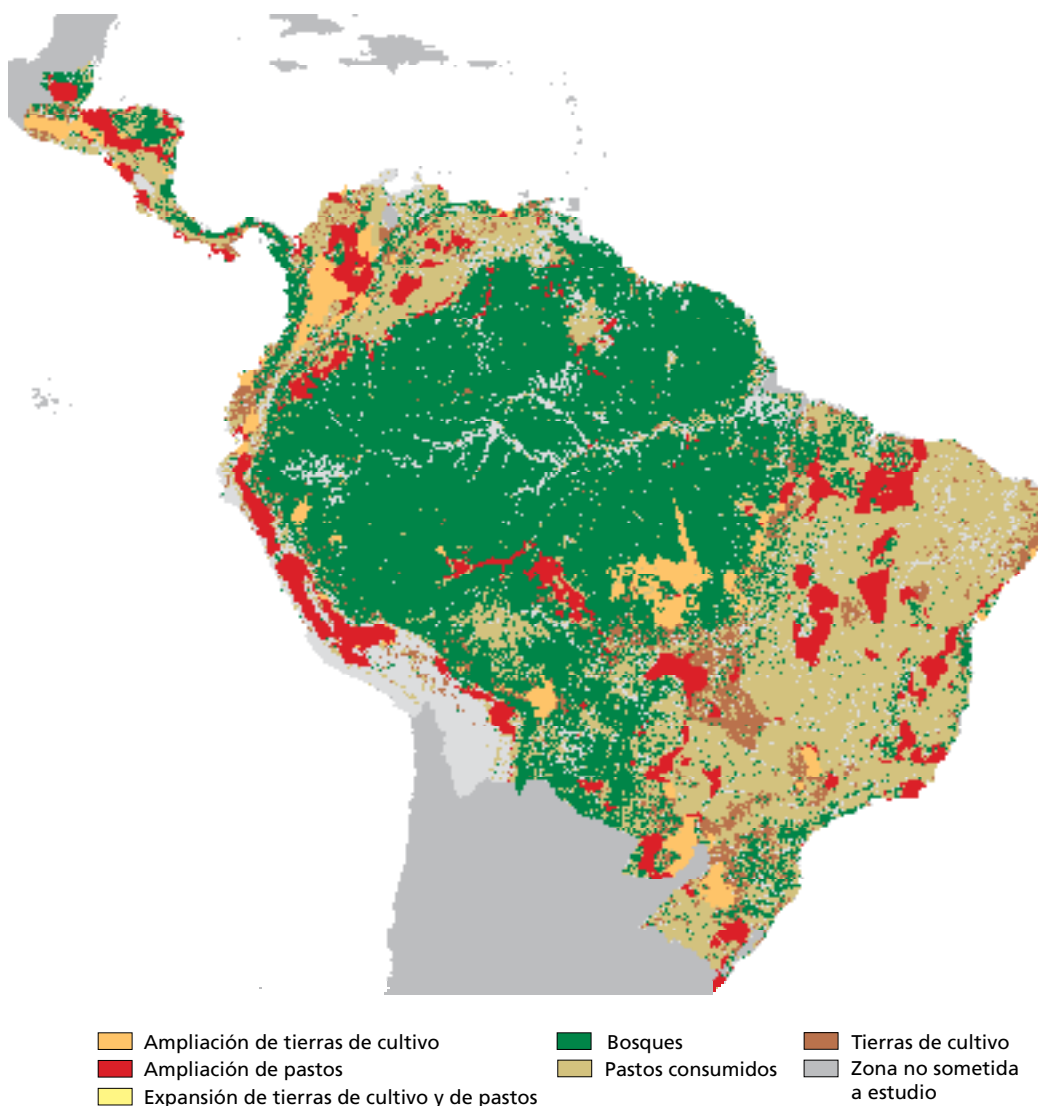 Ampliación de tierras de cultivo
Ampliación de pastos
Expansión de tierras de cultivo y de pastos
Bosques
Pastos consumidos
Tierras de cultivo
Zona no sometida
a estudio